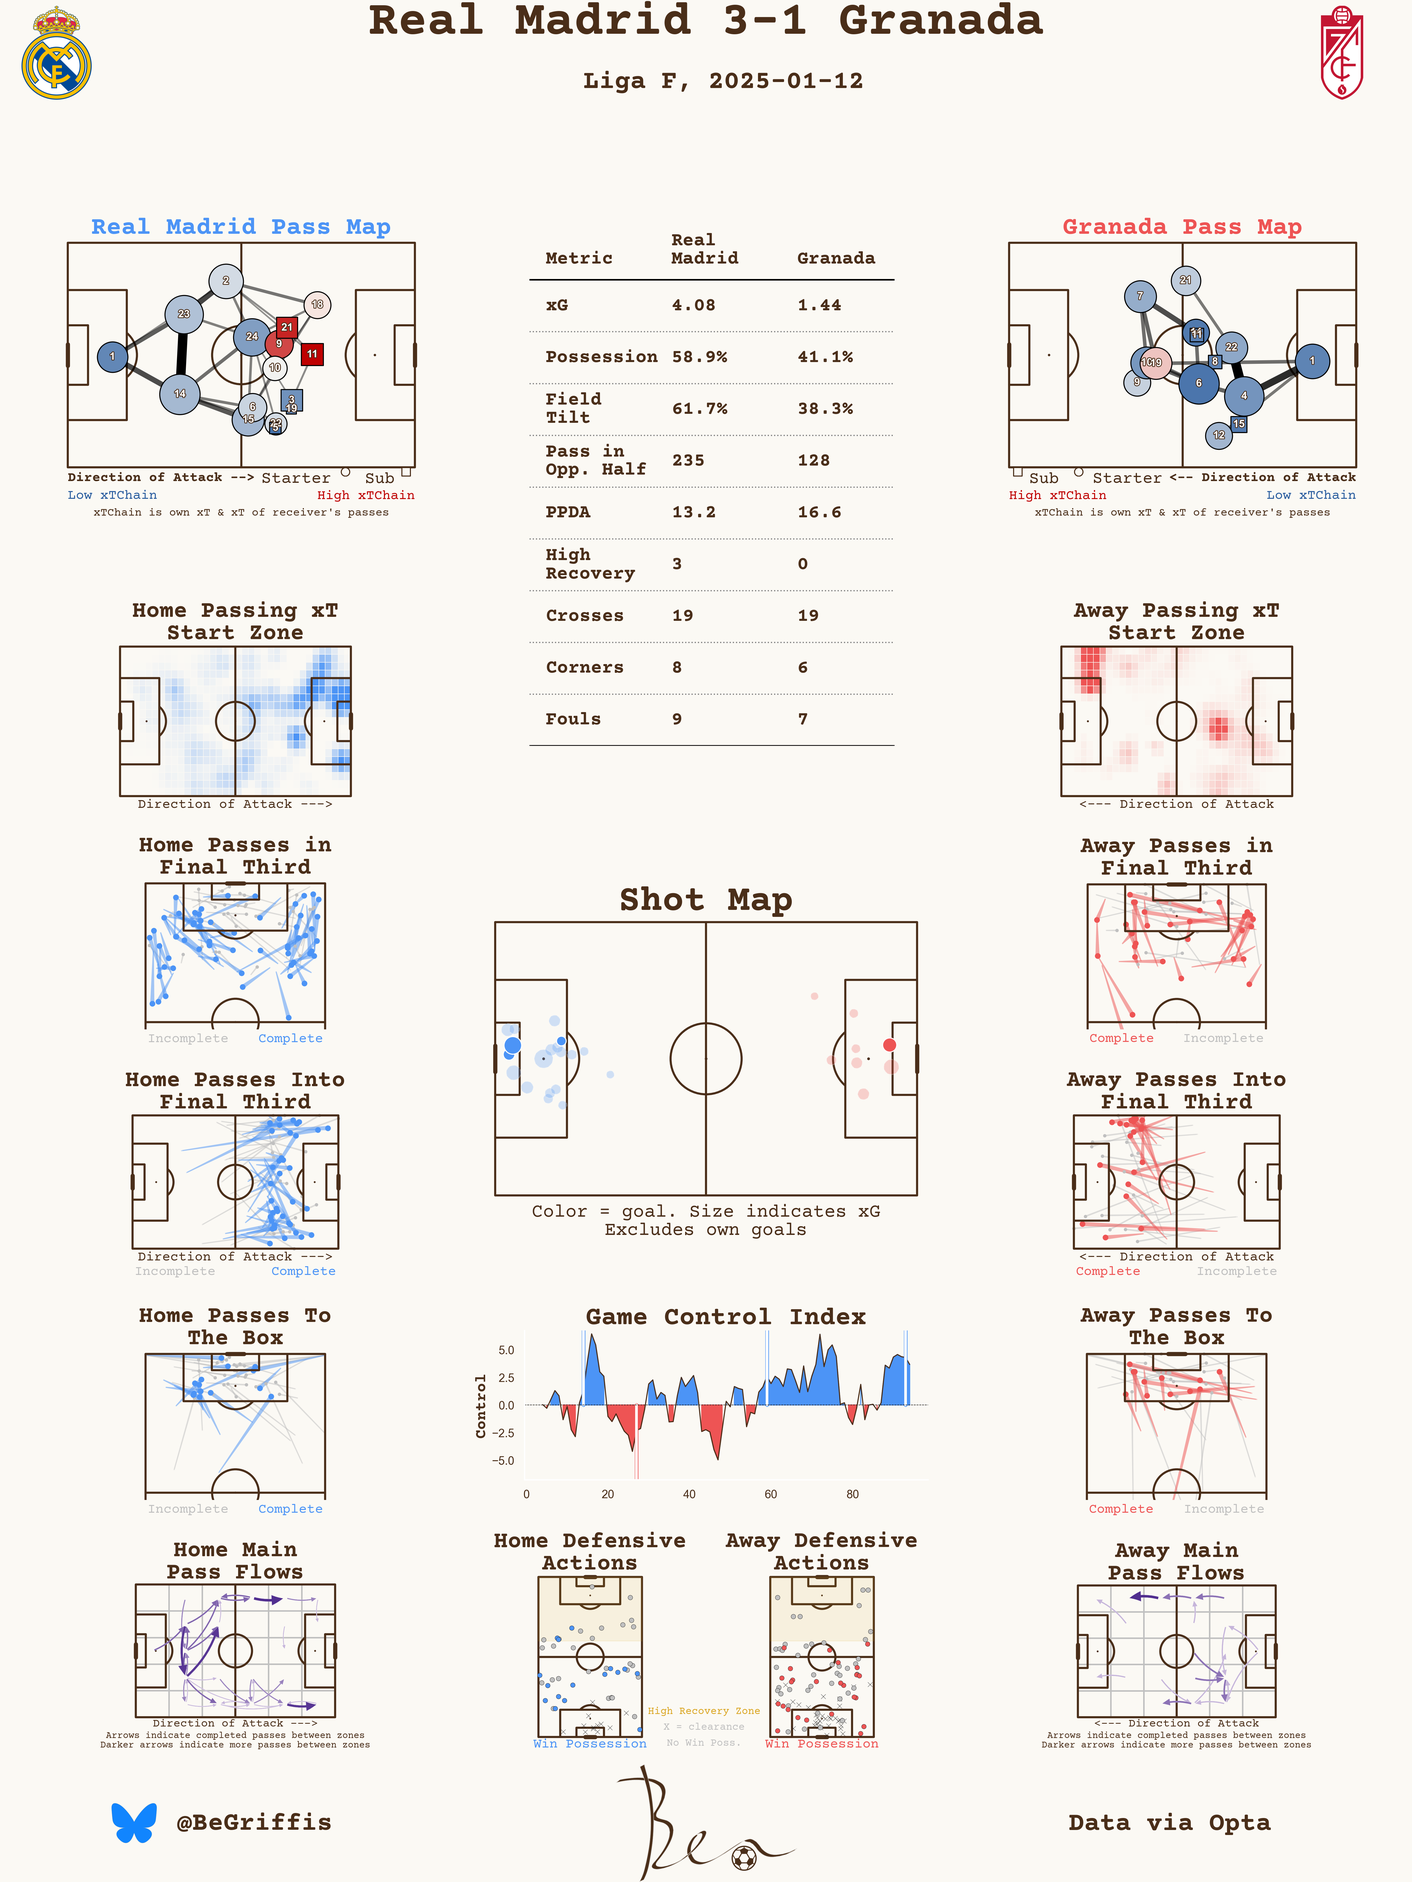 Real Madrid 3-1 Granada
Liga F, 2025-01-12
Real Madrid Pass Map
2
18
23
21
24
9
1
11
10
14
3
19
6
15
5
Direction of Attack --> Starter Sub
Low xTChain High xTChain
xTChain is own xT & xT of receiver's passes
Metric Real Madrid Granada
xG 4.08 1.44
Possession 58.9% 41.1%
Field Tilt 61.7% 38.3%
Pass in Opp. Half 235 128
PPDA 13.2 16.6
High Recovery 3 0
Crosses 19 19
Corners 8 6
Fouls 9 7
Granada Pass Map
21
7
11
22
19
8
1
9
6
4
15
12
Sub Starter <-- Direction of Attack
High xTChain Low xTChain
xTChain is own xT & xT of receiver's passes
Home Passing xT
Start Zone
Direction of Attack --->
Away Passing xT
Start Zone
<--- Direction of Attack
Home Passes in
Final Third
Incomplete Complete
Away Passes in
Final Third
Complete Incomplete
Shot Map
Color = goal. Size indicates xG
Excludes own goals
Home Passes Into
Final Third
Direction of Attack --->
Incomplete Complete
Away Passes Into
Final Third
<--- Direction of Attack
Complete Incomplete
Home Passes To
The Box
Incomplete Complete
Game Control Index
Control
5.0
2.5
0.0
−2.5
−5.0
0 20 40 60 80
Away Passes To
The Box
Complete Incomplete
Home Main
Pass Flows
Direction of Attack --->
Arrows indicate completed passes between zones
Darker arrows indicate more passes between zones
Home Defensive
Actions
Win Possession
High Recovery Zone
X = clearance
No Win Poss.
Away Defensive
Actions
Win Possession
Away Main
Pass Flows
<--- Direction of Attack
Arrows indicate completed passes between zones
Darker arrows indicate more passes between zones
@BeGriffis
Ben
Data via Opta